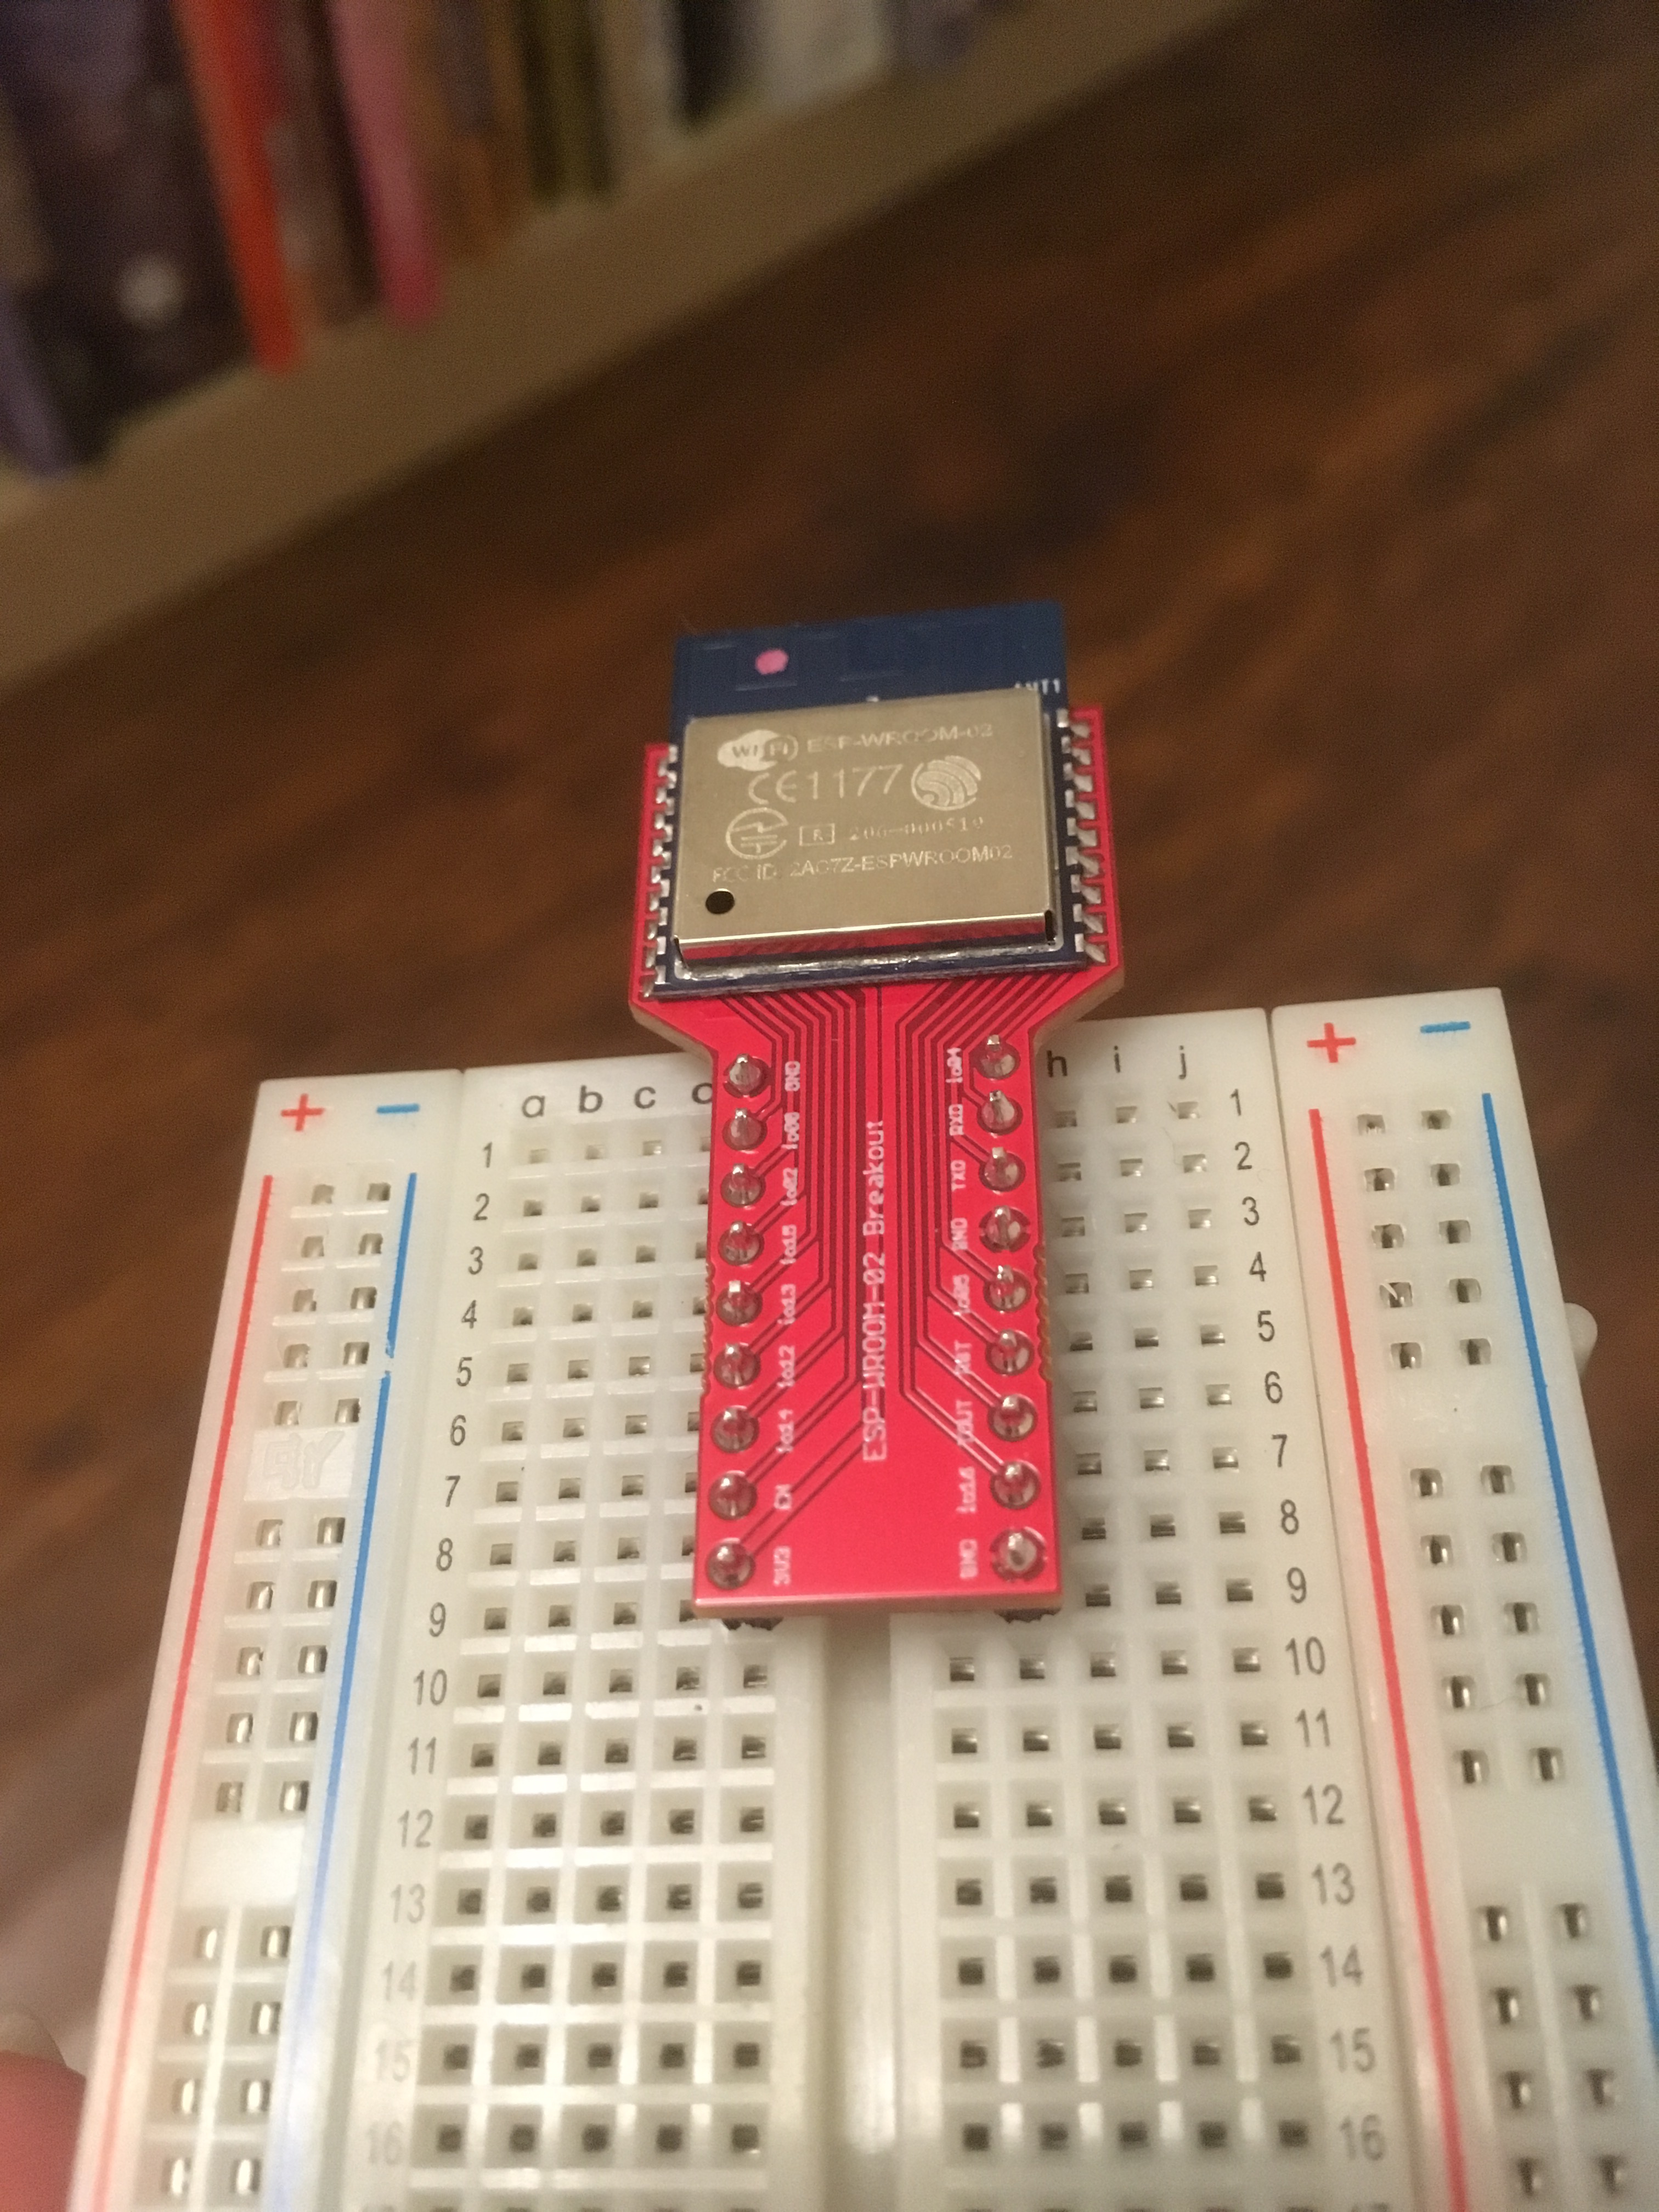 ANT1
Wi Fi ESP-WROOM-02
CE1177
R 206-000519
FCC ID: 2AC7Z-ESPWROOM02
GND
io00
io02
io15
io13
io12
io14
EN
3V3
ESP-WROOM-02 Breakout
io04
RXD
TXD
GND
io05
RST
TOUT
io16
GND
+ −
a b c
h i j
+ −
1
2
3
4
5
6
7
8
9
10
11
12
13
14
15
16
1
2
3
4
5
6
7
8
9
10
11
12
13
14
15
16